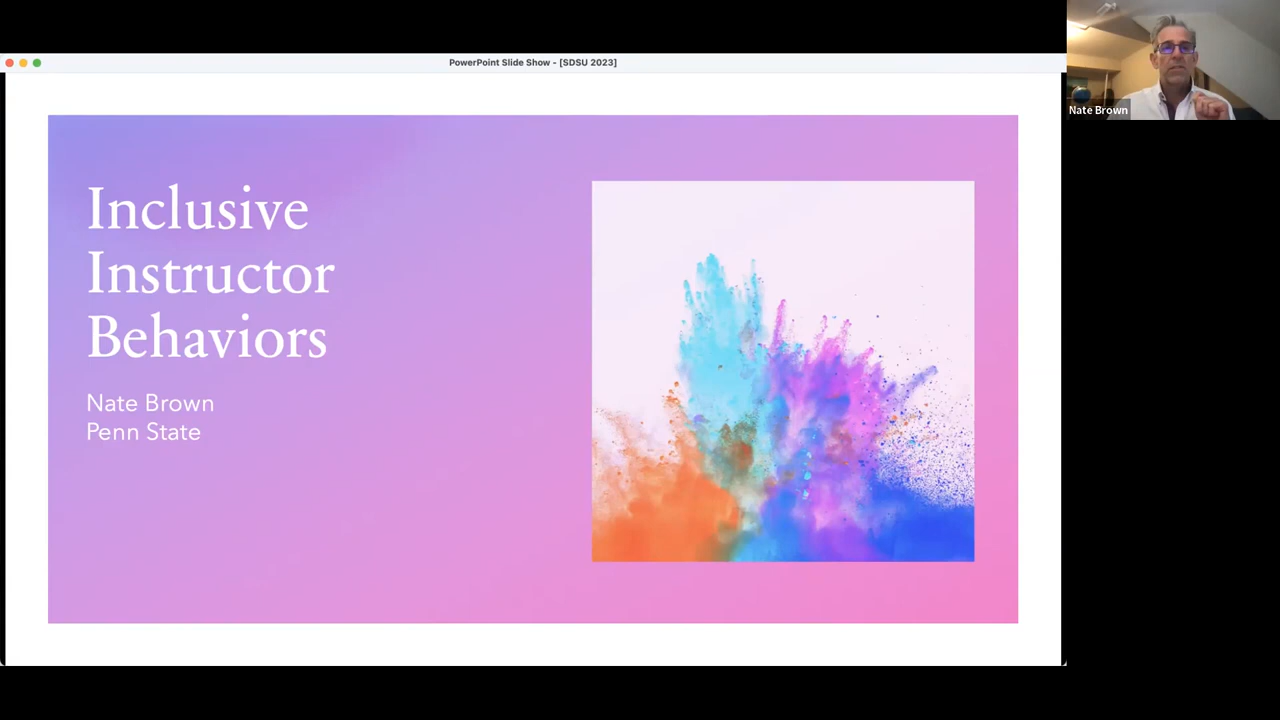 PowerPoint Slide Show - [SDSU 2023]
Inclusive
Instructor
Behaviors
Nate Brown
Penn State
Nate Brown